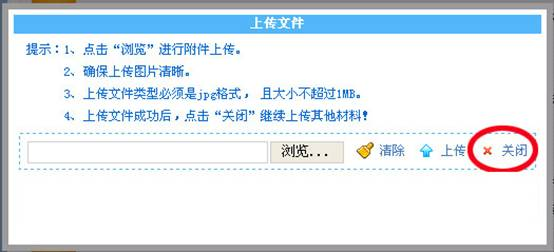 上传文件
提示：1、点击“浏览”进行附件上传。
2、确保上传图片清晰。
3、上传文件类型必须是jpg格式， 且大小不超过1MB。
4、上传文件成功后，点击“关闭”继续上传其他材料！
浏览... 清除 上传 关闭